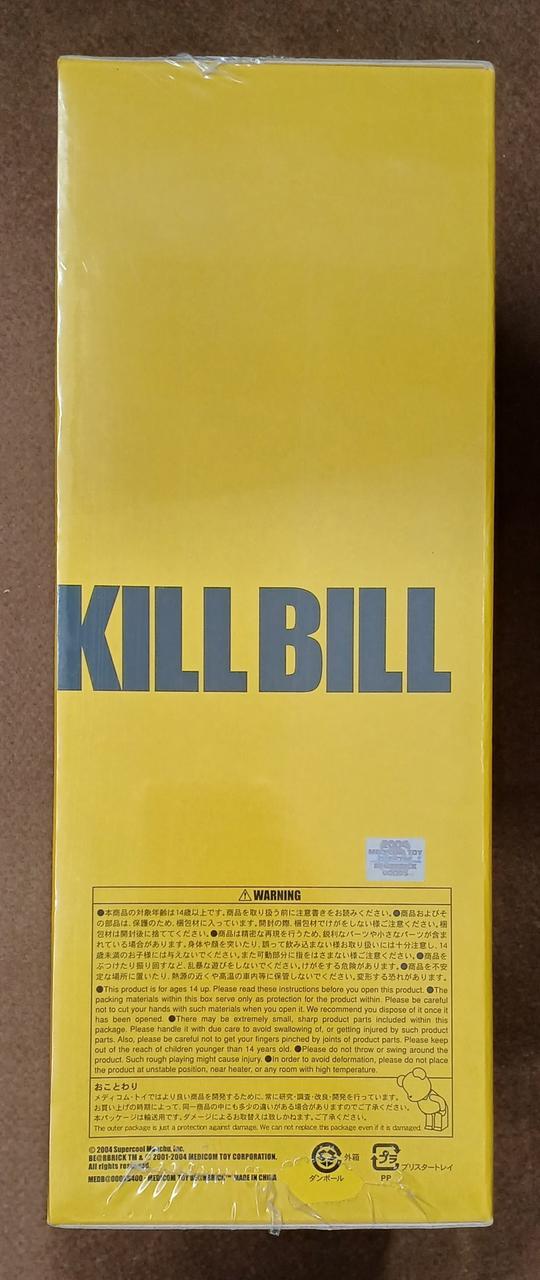 KILL BILL
2004
MEDICOM TOY
⚠WARNING
●本商品の対象年齢は14歳以上です。商品を取り扱う前に注意書きをお読みください。●商品およびそ
の部品は、保護のため、梱包材に入っています。開封の際、梱包材でけがをしない様ご注意ください。梱
包材は開封後に捨ててください。●商品は精密な再現を行うため、鋭利なパーツや小さなパーツが含ま
れている場合があります。身体や顔を突いたり、誤って飲み込まない様お取り扱いには十分注意し、14
歳未満のお子様には与えないでください。また可動部分に指をはさまない様ご注意ください。●商品を
ぶつけたり振り回すなど、乱暴な遊びをしないでください。けがをする危険があります。●商品を不安
定な場所に置いたり、熱源の近くや高温の車内等に保管しないでください。変形する恐れがあります。
●This product is for ages 14 up. Please read these instructions before you open this product. ●The
packing materials within this box serve only as protection for the product within. Please be careful
not to cut your hands with such materials when you open it. We recommend you dispose of it once it
has been opened. ●There may be extremely small, sharp product parts included within this
package. Please handle it with due care to avoid swallowing of, or getting injured by such product
parts. Also, please be careful not to get your fingers pinched by joints of product parts. Please keep
out of the reach of children younger than 14 years old. ●Please do not throw or swing around the
product. Such rough playing might cause injury. ●In order to avoid deformation, please do not place
the product at unstable position, near heater, or any room with high temperature.
おことわり
メディコム・トイではより良い商品を開発するために、常に研究・調査・改良・開発を行っています。
お買い上げの時期によって、同一商品の中にも多少の違いがある場合がありますのでご了承ください。
本パッケージは輸送用です。ダメージによるお取替えは致しかねます。ご了承ください。
The outer package is just a protection against damage. We can not replace this package even if it is damaged.
© 2004 Supercool Manchu, Inc.
BE@RBRICK TM & © 2001-2004 MEDICOM TOY CORPORATION.
All rights reserved.
MEDICOM TOY BE@RBRICK™ MADE IN CHINA
外箱
ダンボール
プラ
ブリスタートレイ
PP